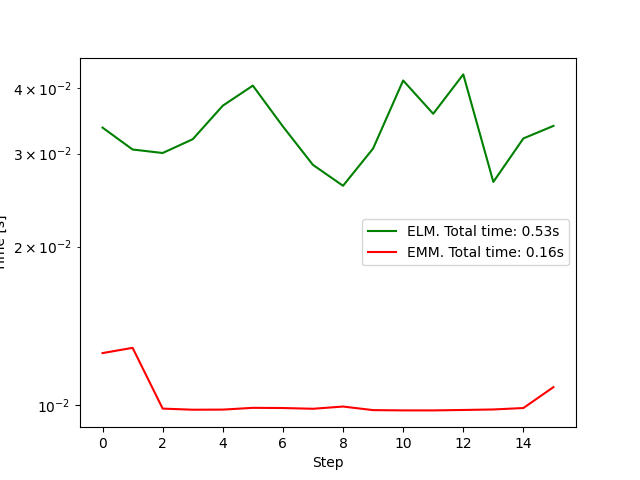 4 × 10⁻²
3 × 10⁻²
2 × 10⁻²
10⁻²
ELM. Total time: 0.53s
EMM. Total time: 0.16s
0 2 4 6 8 10 12 14
Step